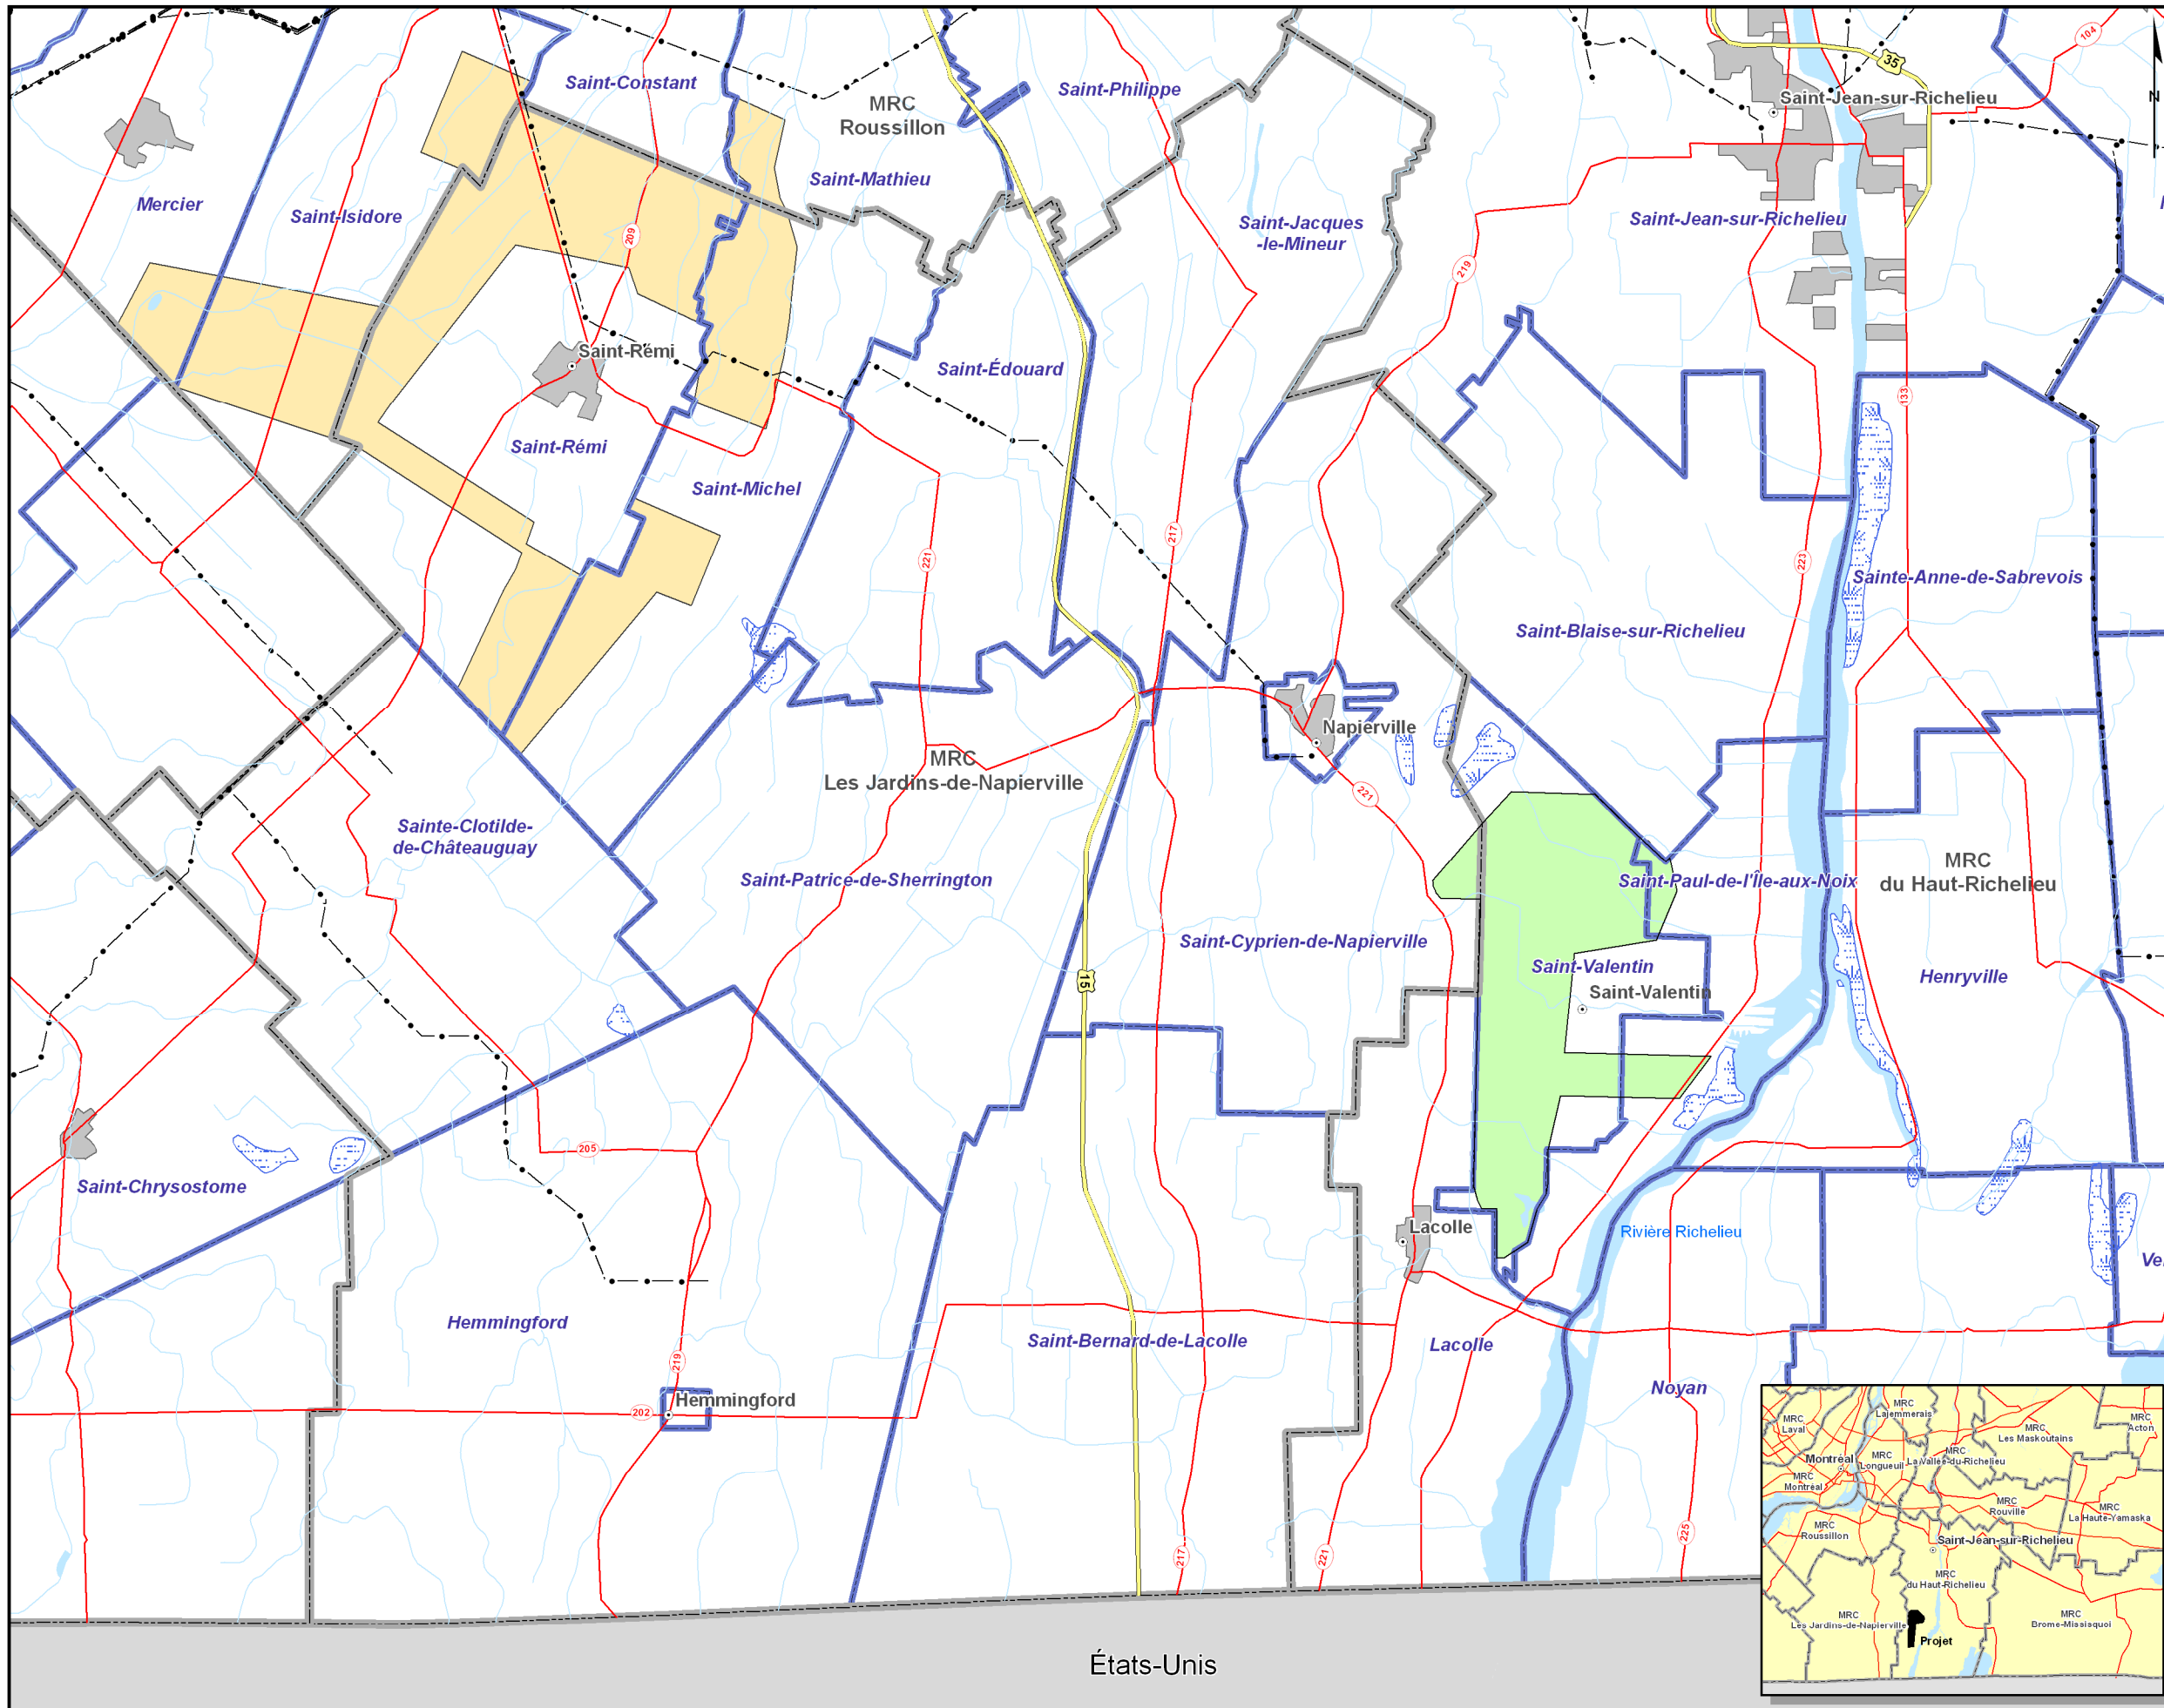 104
35
Saint-Constant
Saint-Philippe
MRC
Roussillon
Saint-Jean-sur-Richelieu
N
Saint-Mathieu
Mercier
Saint-Isidore
Saint-Jacques
-le-Mineur
Saint-Jean-sur-Richelieu
209
219
Saint-Rémi
Saint-Édouard
133
Saint-Rémi
Saint-Michel
221
217
223
Sainte-Anne-de-Sabrevois
Saint-Blaise-sur-Richelieu
Napierville
MRC
Les Jardins-de-Napierville
221
Sainte-Clotilde-
de-Châteauguay
Saint-Patrice-de-Sherrington
Saint-Paul-de-l'Île-aux-Noix
MRC
du Haut-Richelieu
Saint-Cyprien-de-Napierville
15
Saint-Valentin
Saint-Valentin
Henryville
205
Saint-Chrysostome
Lacolle
Rivière Richelieu
Ve
Hemmingford
Saint-Bernard-de-Lacolle
Lacolle
219
Noyan
Hemmingford
202
217
221
225
États-Unis
MRC
Laval
MRC
Lajemmerais
MRC
Les Maskoutains
MRC
Acton
Montréal
MRC
Longueuil
MRC
La Vallée-du-Richelieu
MRC
Montréal
MRC
Rouville
MRC
La Haute-Yamaska
MRC
Roussillon
Saint-Jean-sur-Richelieu
MRC
du Haut-Richelieu
MRC
Les Jardins-de-Napierville
MRC
Brome-Missisquoi
Projet